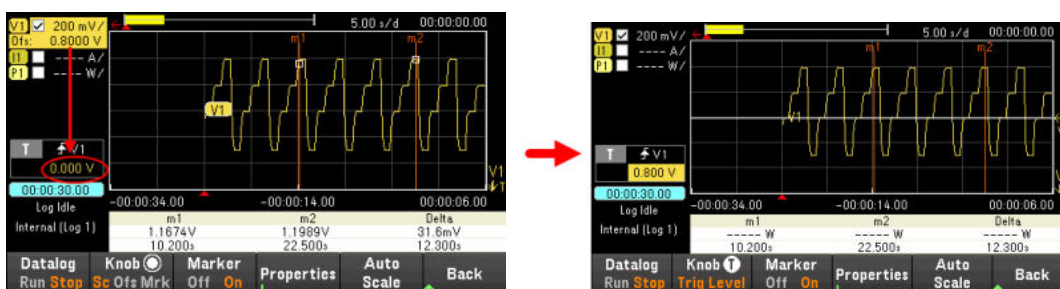 V1 200 mV/ 5.00 s/d 00:00:00.00
Ofs: 0.8000 V
I1 ---- A/
P1 ---- W/
m1 m2
V1
T V1
0.000 V
V1
T
00:00:30.00
Log Idle
Internal (Log 1)
-00:00:34.00 -00:00:14.00 00:00:06.00
m1 m2 Delta
1.1674V 1.1989V 31.6mV
10.200s 22.500s 12.300s
Datalog Knob Marker Properties Auto Back
Run Stop Sc Ofs Mrk Off On Scale
V1 200 mV/ 5.00 s/d 00:00:00.00
I1 ---- A/
P1 ---- W/
m1 m2
V1
T V1
0.800 V
00:00:30.00
Log Idle
Internal (Log 1)
-00:00:34.00 -00:00:14.00 00:00:06.00
m1 m2 Delta
----- W ----- W ----- W
10.200s 22.500s 12.300s
Datalog Knob T Marker Properties Auto Back
Run Stop Trig Level Off On Scale